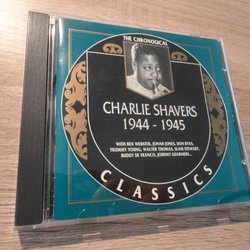 THE CHRONOLOGICAL
CHARLIE SHAVERS
1944 - 1945
WITH BEN WEBSTER, JONAH JONES, DON BYAS,
TRUMMY YOUNG, WALTER THOMAS, SLAM STEWART,
BUDDY DE FRANCO, JOHNNY GUARNIERI...
CLASSICS